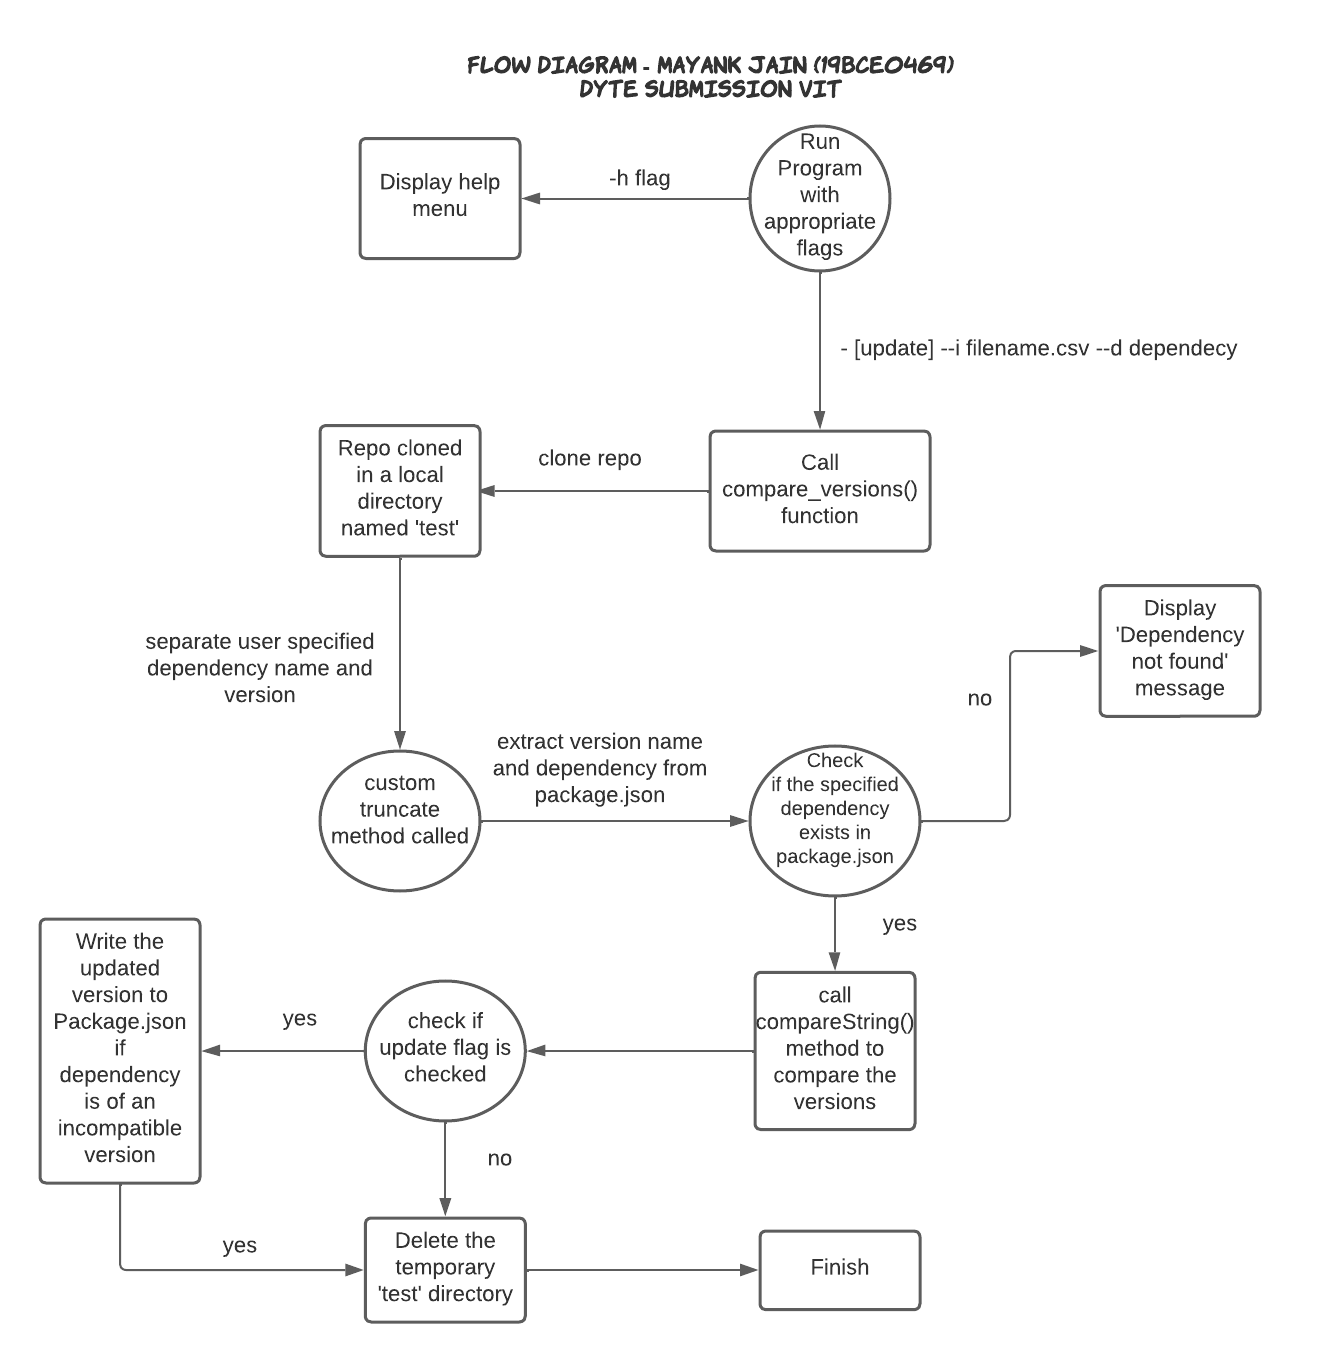 FLOW DIAGRAM - MAYANK JAIN (19BCE0469)
DYTE SUBMISSION VIT
Run
Program
with
appropriate
flags
-h flag
Display help
menu
- [update] --i filename.csv --d dependecy
Call
compare_versions()
function
clone repo
Repo cloned
in a local
directory
named 'test'
separate user specified
dependency name and
version
custom
truncate
method called
extract version name
and dependency from
package.json
Check
if the specified
dependency
exists in
package.json
no
Display
'Dependency
not found'
message
yes
call
compareString()
method to
compare the
versions
check if
update flag is
checked
yes
Write the
updated
version to
Package.json
if
dependency
is of an
incompatible
version
no
yes
Delete the
temporary
'test' directory
Finish